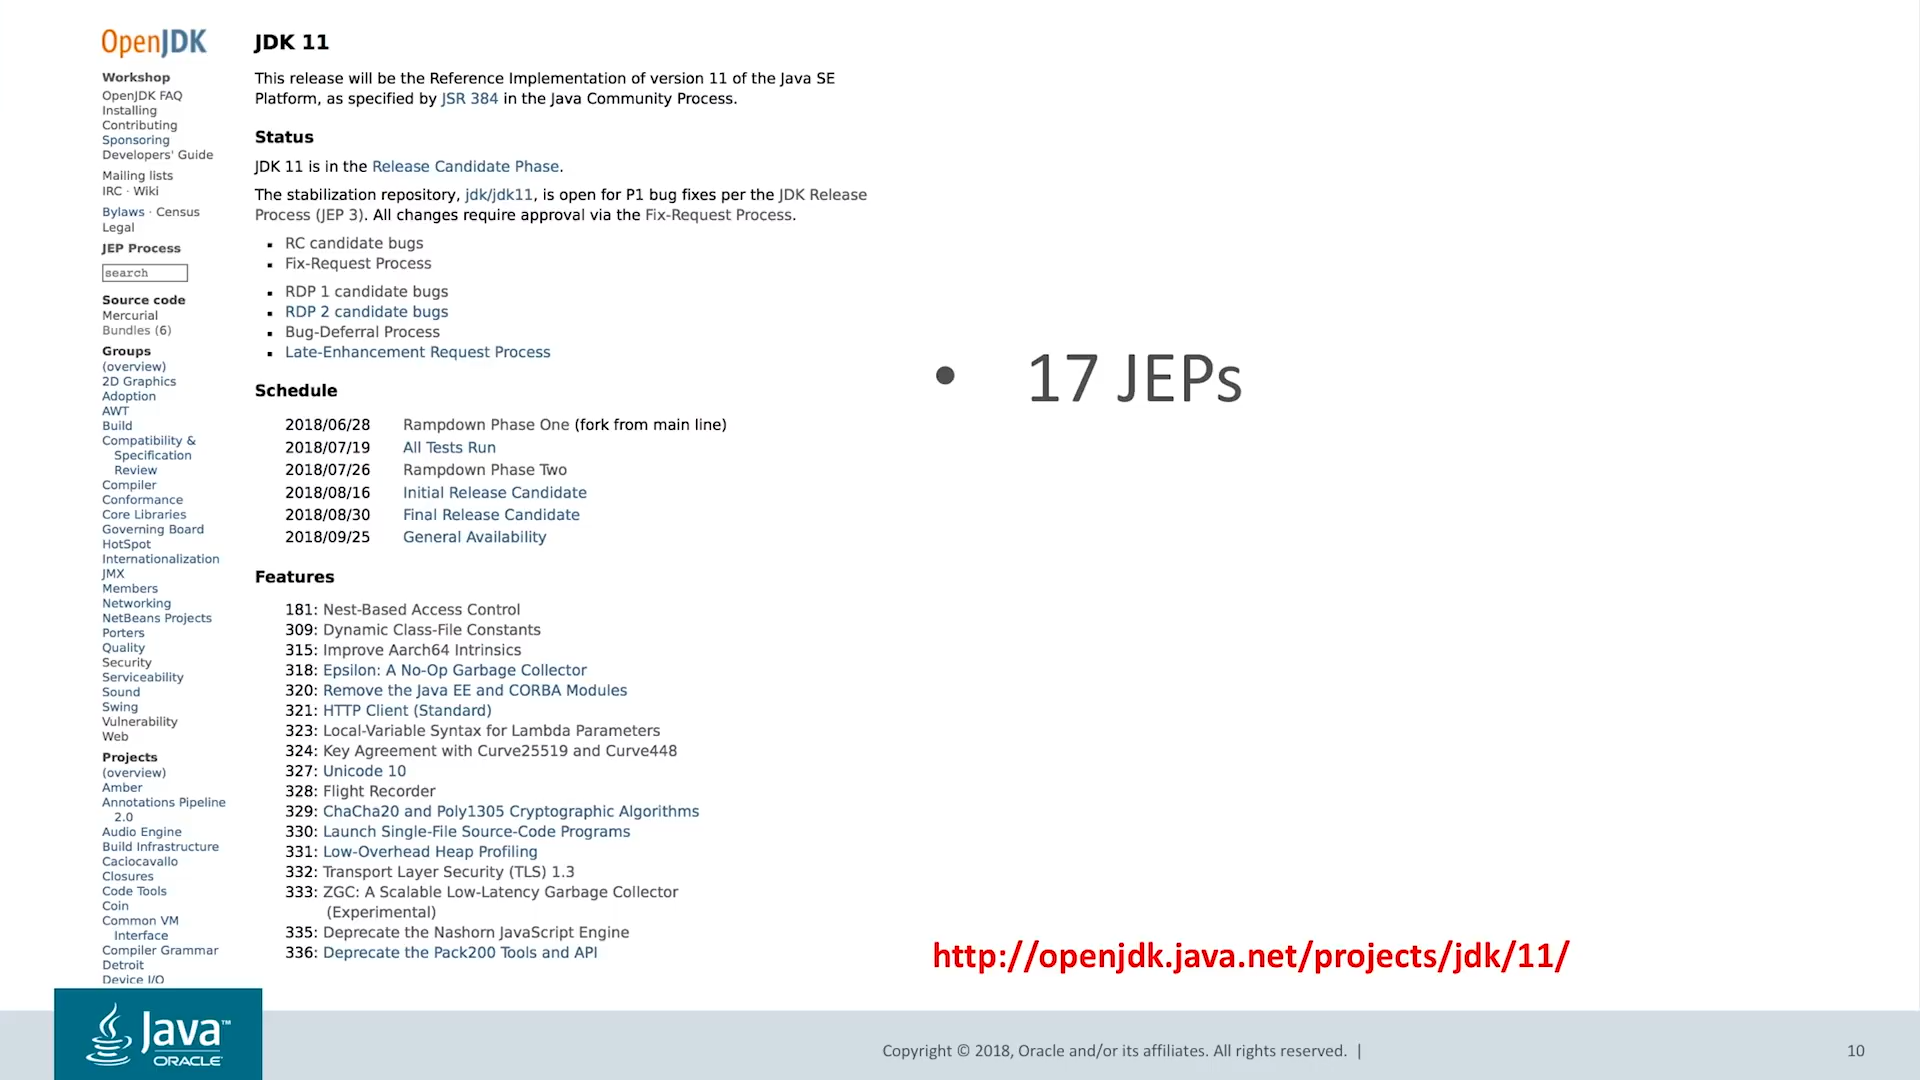 OpenJDK
Workshop
OpenJDK FAQ
Installing
Contributing
Sponsoring
Developers' Guide
Mailing lists
IRC · Wiki
Bylaws · Census
Legal
JEP Process
search
Source code
Mercurial
Bundles (6)
Groups
(overview)
2D Graphics
Adoption
AWT
Build
Compatibility &
Specification
Review
Compiler
Conformance
Core Libraries
Governing Board
HotSpot
Internationalization
JMX
Members
Networking
NetBeans Projects
Porters
Quality
Security
Serviceability
Sound
Swing
Vulnerability
Web
Projects
(overview)
Amber
Annotations Pipeline
2.0
Audio Engine
Build Infrastructure
Caciocavallo
Closures
Code Tools
Coin
Common VM
Interface
Compiler Grammar
Detroit
Device I/O
JDK 11
This release will be the Reference Implementation of version 11 of the Java SE
Platform, as specified by JSR 384 in the Java Community Process.
Status
JDK 11 is in the Release Candidate Phase.
The stabilization repository, jdk/jdk11, is open for P1 bug fixes per the JDK Release
Process (JEP 3). All changes require approval via the Fix-Request Process.
▪ RC candidate bugs
▪ Fix-Request Process
▪ RDP 1 candidate bugs
▪ RDP 2 candidate bugs
▪ Bug-Deferral Process
▪ Late-Enhancement Request Process
Schedule
2018/06/28 Rampdown Phase One (fork from main line)
2018/07/19 All Tests Run
2018/07/26 Rampdown Phase Two
2018/08/16 Initial Release Candidate
2018/08/30 Final Release Candidate
2018/09/25 General Availability
Features
181: Nest-Based Access Control
309: Dynamic Class-File Constants
315: Improve Aarch64 Intrinsics
318: Epsilon: A No-Op Garbage Collector
320: Remove the Java EE and CORBA Modules
321: HTTP Client (Standard)
323: Local-Variable Syntax for Lambda Parameters
324: Key Agreement with Curve25519 and Curve448
327: Unicode 10
328: Flight Recorder
329: ChaCha20 and Poly1305 Cryptographic Algorithms
330: Launch Single-File Source-Code Programs
331: Low-Overhead Heap Profiling
332: Transport Layer Security (TLS) 1.3
333: ZGC: A Scalable Low-Latency Garbage Collector
(Experimental)
335: Deprecate the Nashorn JavaScript Engine
336: Deprecate the Pack200 Tools and API
• 17 JEPs
http://openjdk.java.net/projects/jdk/11/
Java™
ORACLE
Copyright © 2018, Oracle and/or its affiliates. All rights reserved. |
10